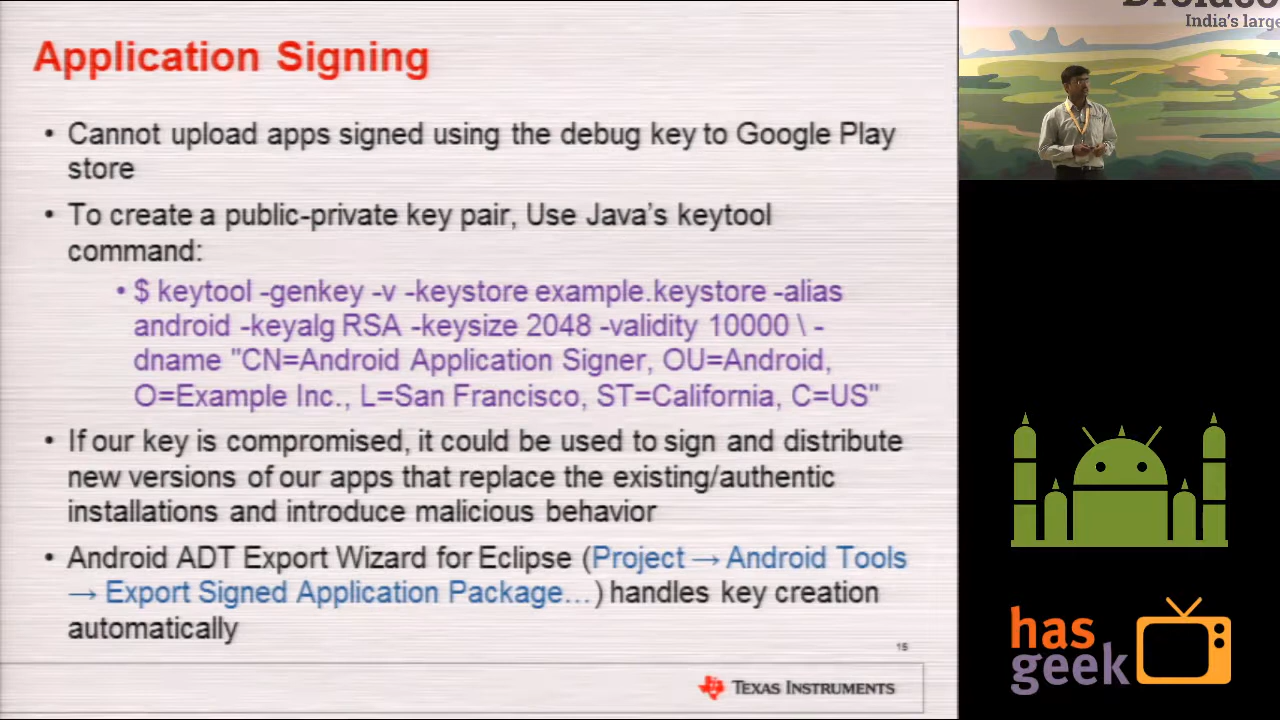 Application Signing
• Cannot upload apps signed using the debug key to Google Play
store
• To create a public-private key pair, Use Java's keytool
command:
• $ keytool -genkey -v -keystore example.keystore -alias
android -keyalg RSA -keysize 2048 -validity 10000 \ -
dname "CN=Android Application Signer, OU=Android,
O=Example Inc., L=San Francisco, ST=California, C=US"
• If our key is compromised, it could be used to sign and distribute
new versions of our apps that replace the existing/authentic
installations and introduce malicious behavior
• Android ADT Export Wizard for Eclipse (Project → Android Tools
→ Export Signed Application Package…) handles key creation
automatically
15
TEXAS INSTRUMENTS
India's large
has
geek